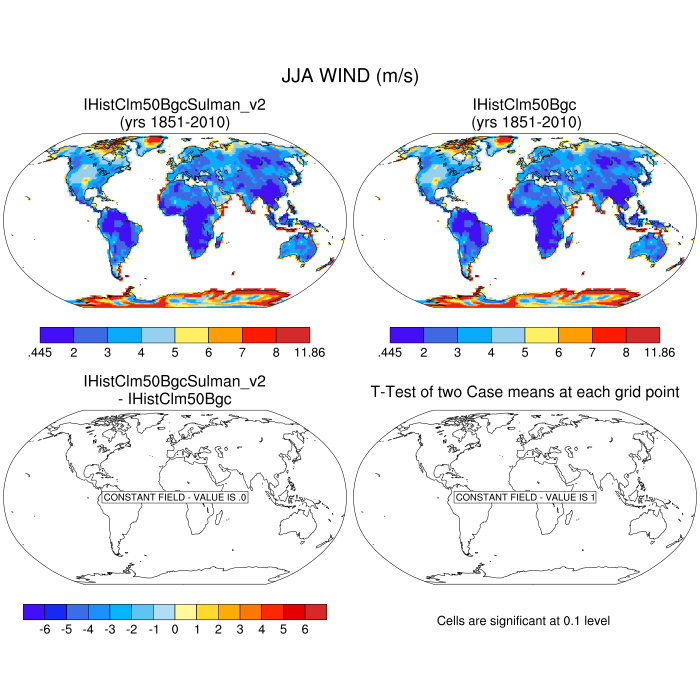 JJA WIND (m/s)
IHistClm50BgcSulman_v2
(yrs 1851-2010)
IHistClm50Bgc
(yrs 1851-2010)
.445 2 3 4 5 6 7 8 11.86
.445 2 3 4 5 6 7 8 11.86
IHistClm50BgcSulman_v2
- IHistClm50Bgc
T-Test of two Case means at each grid point
CONSTANT FIELD - VALUE IS .0
CONSTANT FIELD - VALUE IS 1
-6 -5 -4 -3 -2 -1 0 1 2 3 4 5 6
Cells are significant at 0.1 level